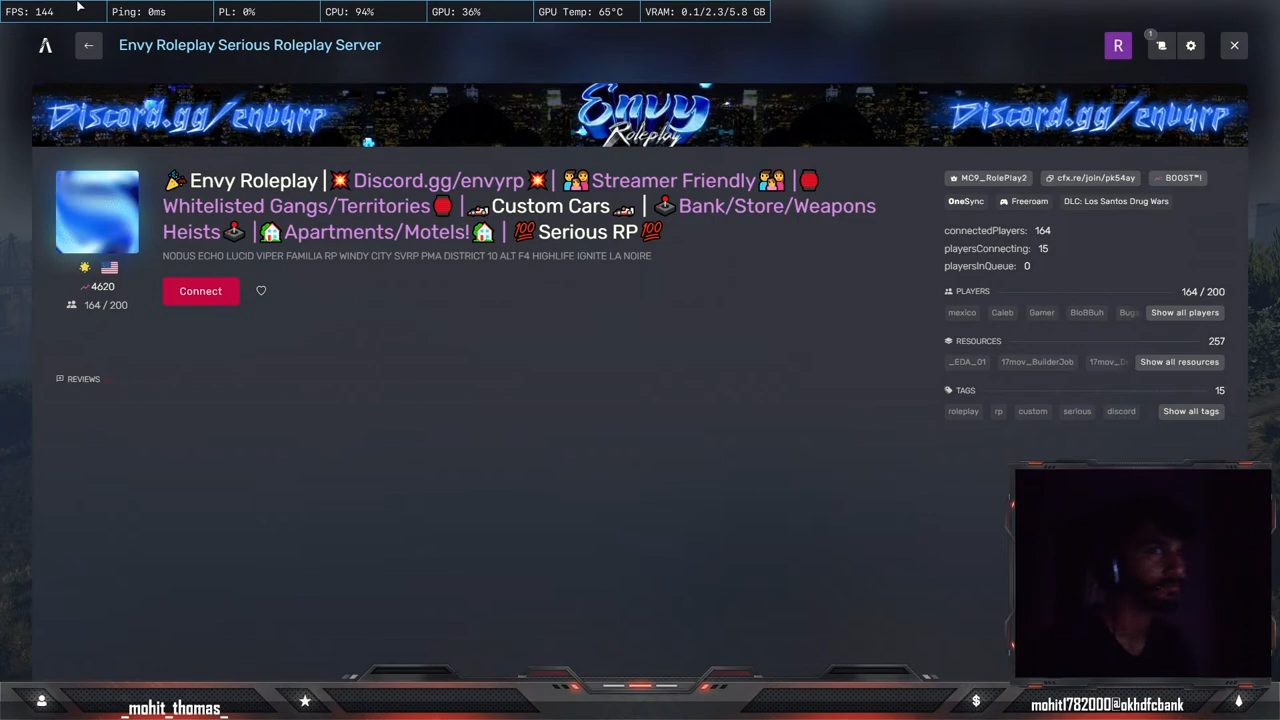 FPS: 144 Ping: 0ms PL: 0% CPU: 94% GPU: 36% GPU Temp: 65°C VRAM: 0.1/2.3/5.8 GB
Envy Roleplay Serious Roleplay Server
R
1
Discord.gg/envyrp
Envy
Roleplay
Discord.gg/envyrp
🎉Envy Roleplay |💥Discord.gg/envyrp💥| 👨‍👩‍👧Streamer Friendly👨‍👩‍👧 |🏮
Whitelisted Gangs/Territories🏮 |🏎️Custom Cars🏎️ | 🕹️Bank/Store/Weapons
Heists🕹️ |🏠Apartments/Motels!🏠 | 💯Serious RP💯
NODUS ECHO LUCID VIPER FAMILIA RP WINDY CITY SVRP PMA DISTRICT 10 ALT F4 HIGHLIFE IGNITE LA NOIRE
4620
164 / 200
Connect
REVIEWS
MC9_RolePlay2 cfx.re/join/pk54ay BOOST™!
OneSync Freeroam DLC: Los Santos Drug Wars
connectedPlayers: 164
playersConnecting: 15
playersInQueue: 0
PLAYERS 164 / 200
mexico Caleb Gamer BloBBuh Bug Show all players
RESOURCES 257
_EDA_01 17mov_BuilderJob 17mov_D Show all resources
TAGS 15
roleplay rp custom serious discord Show all tags
_mohit_thomas_
$ mohit1782000@okhdfcbank